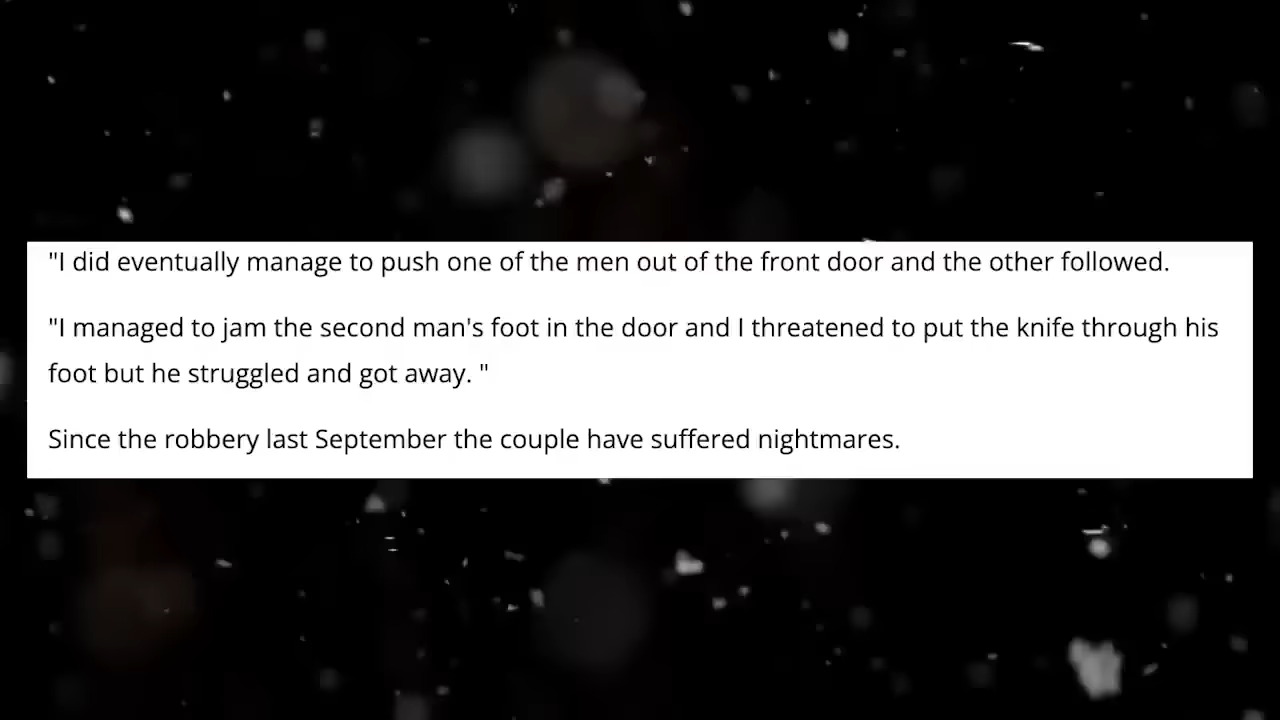 "I did eventually manage to push one of the men out of the front door and the other followed.
"I managed to jam the second man's foot in the door and I threatened to put the knife through his
foot but he struggled and got away. "
Since the robbery last September the couple have suffered nightmares.